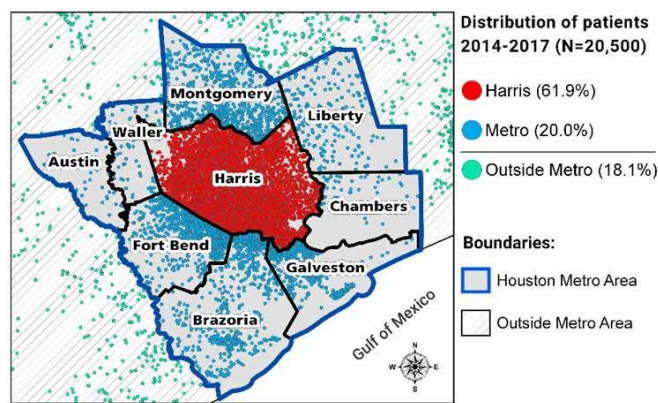 Distribution of patients
2014-2017 (N=20,500)
Harris (61.9%)
Metro (20.0%)
Outside Metro (18.1%)
Boundaries:
Houston Metro Area
Outside Metro Area
Montgomery
Liberty
Waller
Austin
Harris
Chambers
Fort Bend
Galveston
Brazoria
Gulf of Mexico
N
W E
S